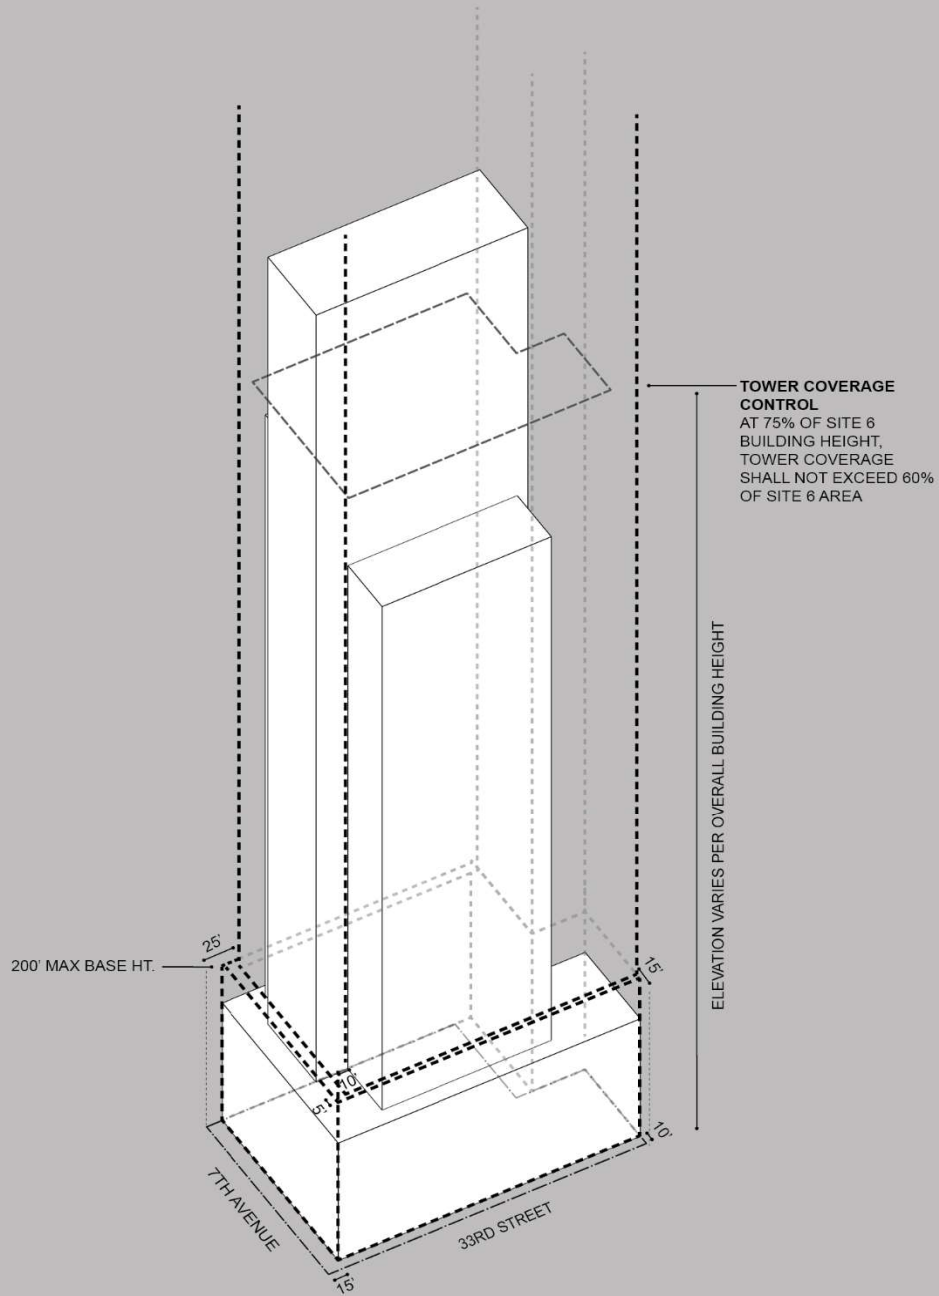 TOWER COVERAGE
CONTROL
AT 75% OF SITE 6
BUILDING HEIGHT,
TOWER COVERAGE
SHALL NOT EXCEED 60%
OF SITE 6 AREA
ELEVATION VARIES PER OVERALL BUILDING HEIGHT
25'
200' MAX BASE HT.
15'
10'
5'
10'
7TH AVENUE
33RD STREET
15'